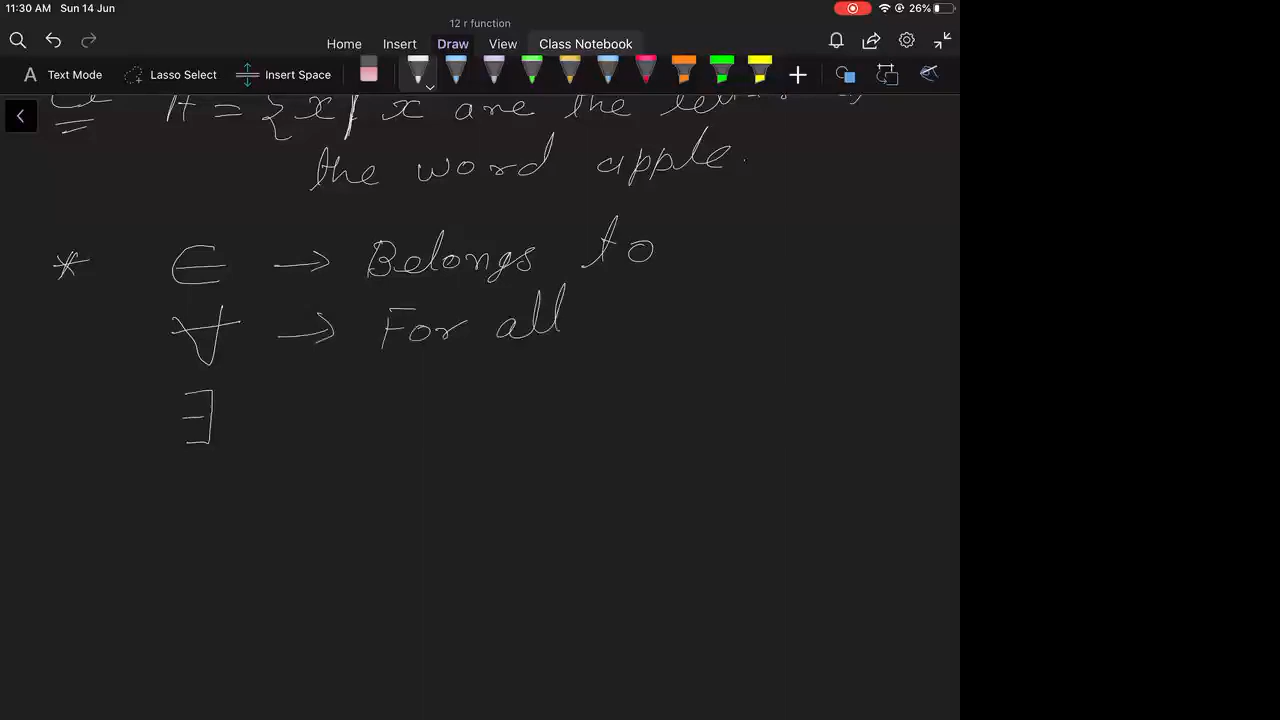 11:30 AM Sun 14 Jun
26%
12 r function
Home Insert Draw View Class Notebook
A Text Mode Lasso Select Insert Space
A = {x/ x are the
the word apple.
* ∈ → Belongs to
∀ → For all
∃